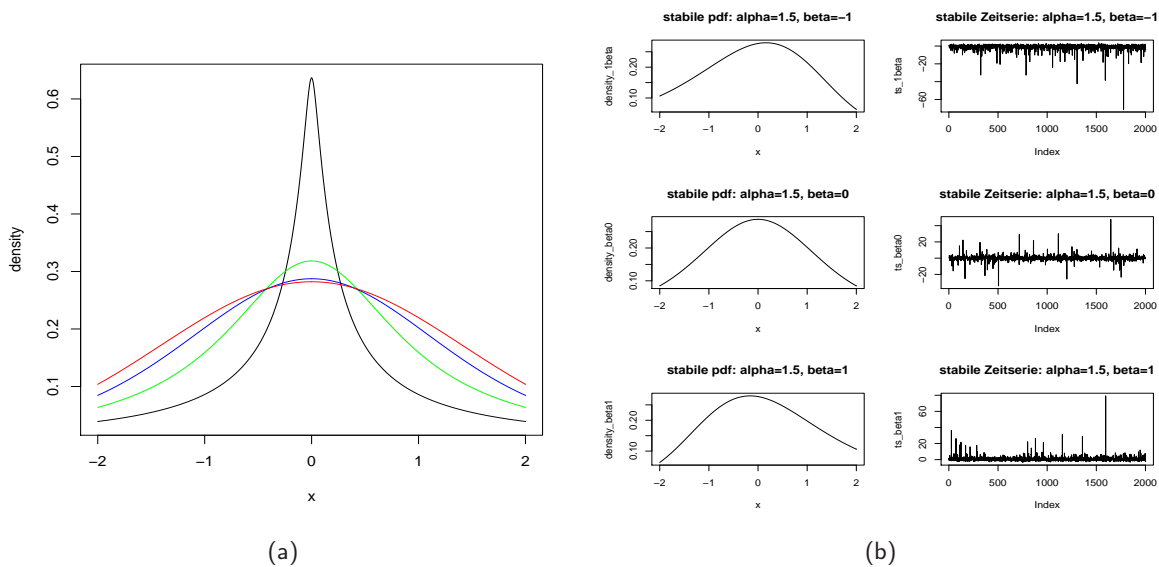 density
0.1 0.2 0.3 0.4 0.5 0.6
−2 −1 0 1 2
x
(a)
stabile pdf: alpha=1.5, beta=−1
density_1beta
0.10 0.20
−2 −1 0 1 2
x
stabile Zeitserie: alpha=1.5, beta=−1
ts_1beta
−60 −20
0 500 1000 1500 2000
Index
stabile pdf: alpha=1.5, beta=0
density_beta0
0.10 0.20
−2 −1 0 1 2
x
stabile Zeitserie: alpha=1.5, beta=0
ts_beta0
−20 0 20
0 500 1000 1500 2000
Index
stabile pdf: alpha=1.5, beta=1
density_beta1
0.10 0.20
−2 −1 0 1 2
x
stabile Zeitserie: alpha=1.5, beta=1
ts_beta1
0 20 60
0 500 1000 1500 2000
Index
(b)